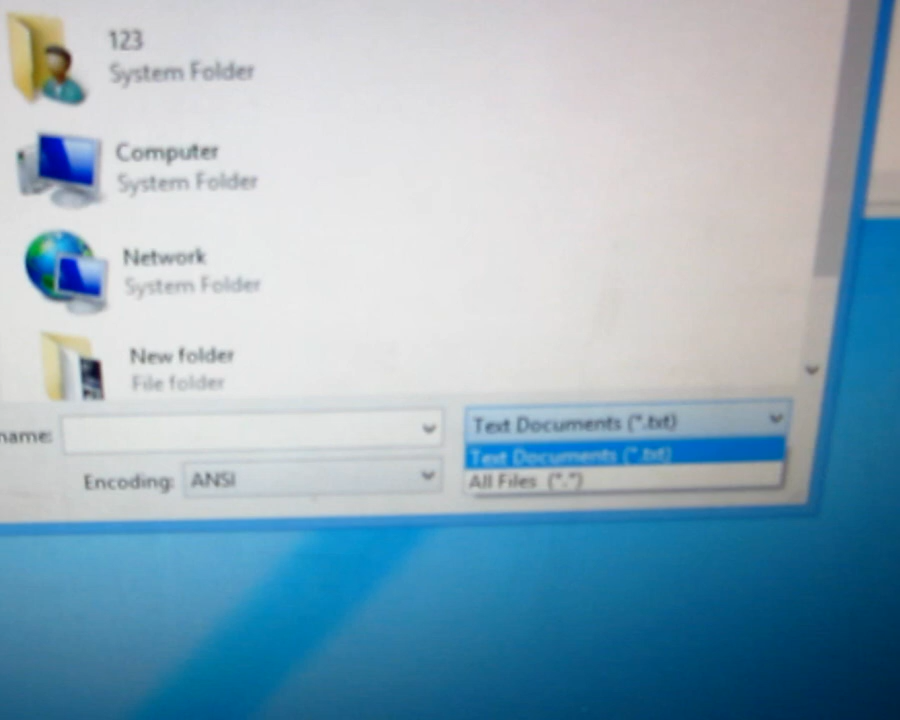 123
System Folder
Computer
System Folder
Network
System Folder
New folder
File folder
name:
Text Documents (*.txt)
Text Documents (*.txt)
Encoding: ANSI
All Files (*.*)